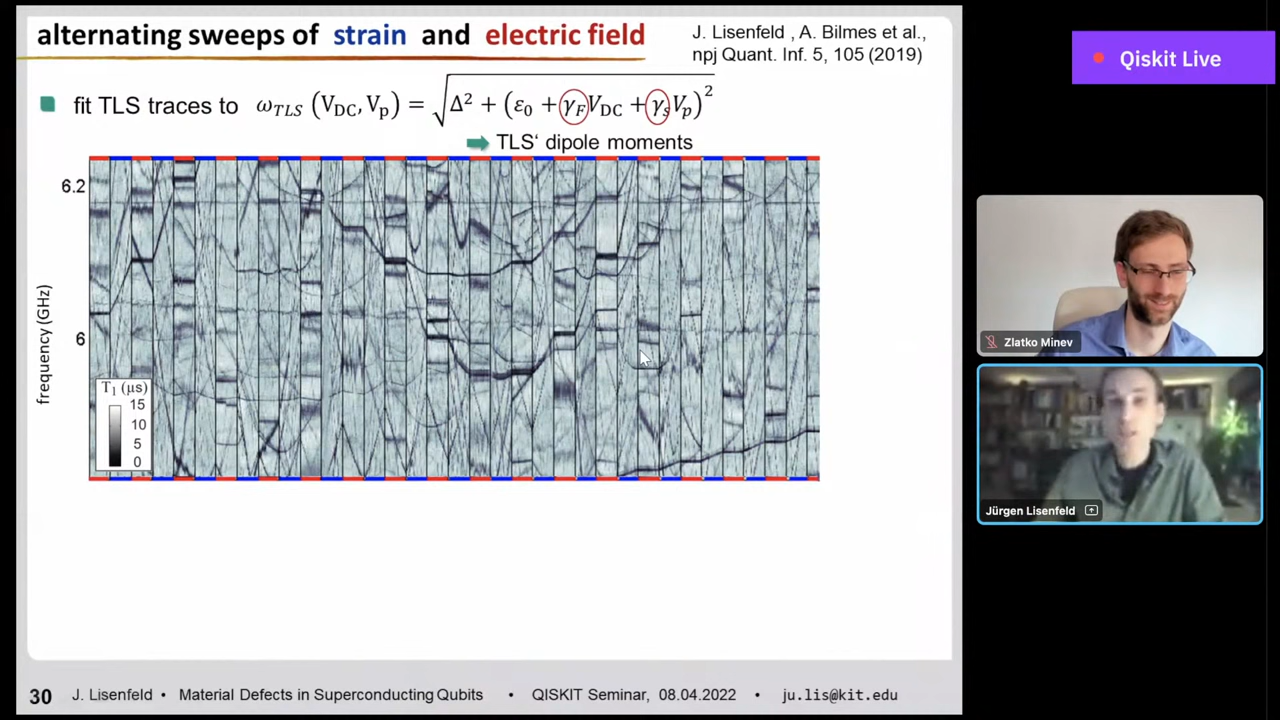 alternating sweeps of strain and electric field
J. Lisenfeld , A. Bilmes et al.,
npj Quant. Inf. 5, 105 (2019)
Qiskit Live
fit TLS traces to ω_TLS (V_DC, V_p) = √(Δ² + (ε₀ + γ_F V_DC + γ_s V_p)²)
TLS‘ dipole moments
6.2
6
frequency (GHz)
T₁ (µs)
15
10
5
0
Zlatko Minev
Jürgen Lisenfeld
30 J. Lisenfeld • Material Defects in Superconducting Qubits • QISKIT Seminar, 08.04.2022 • ju.lis@kit.edu